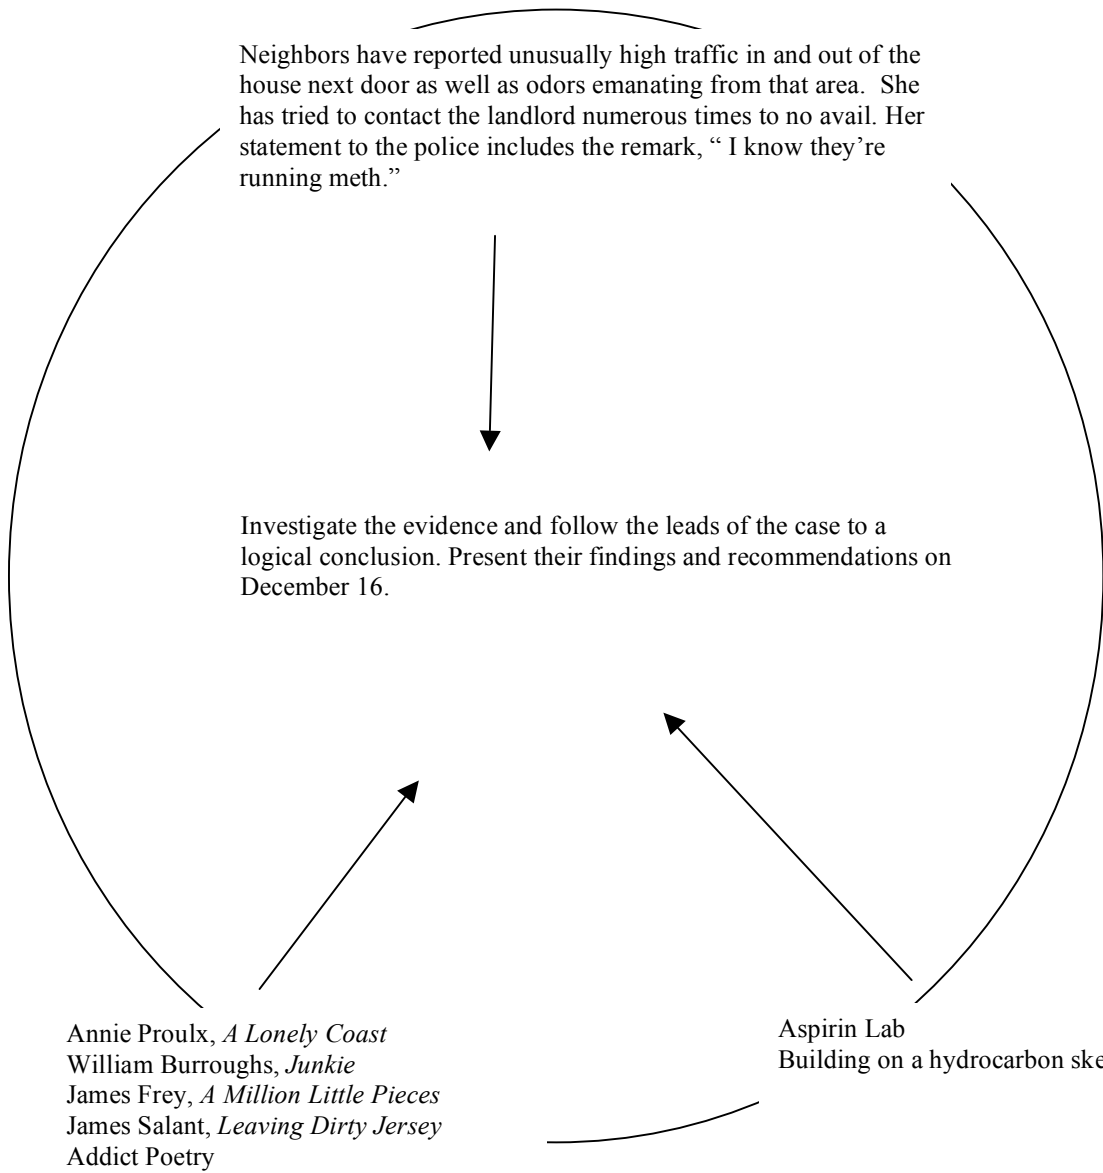 Neighbors have reported unusually high traffic in and out of the
house next door as well as odors emanating from that area.  She
has tried to contact the landlord numerous times to no avail. Her
statement to the police includes the remark, “ I know they’re
running meth.”
Investigate the evidence and follow the leads of the case to a
logical conclusion. Present their findings and recommendations on
December 16.
Annie Proulx, A Lonely Coast
William Burroughs, Junkie
James Frey, A Million Little Pieces
James Salant, Leaving Dirty Jersey
Addict Poetry
Aspirin Lab
Building on a hydrocarbon ske